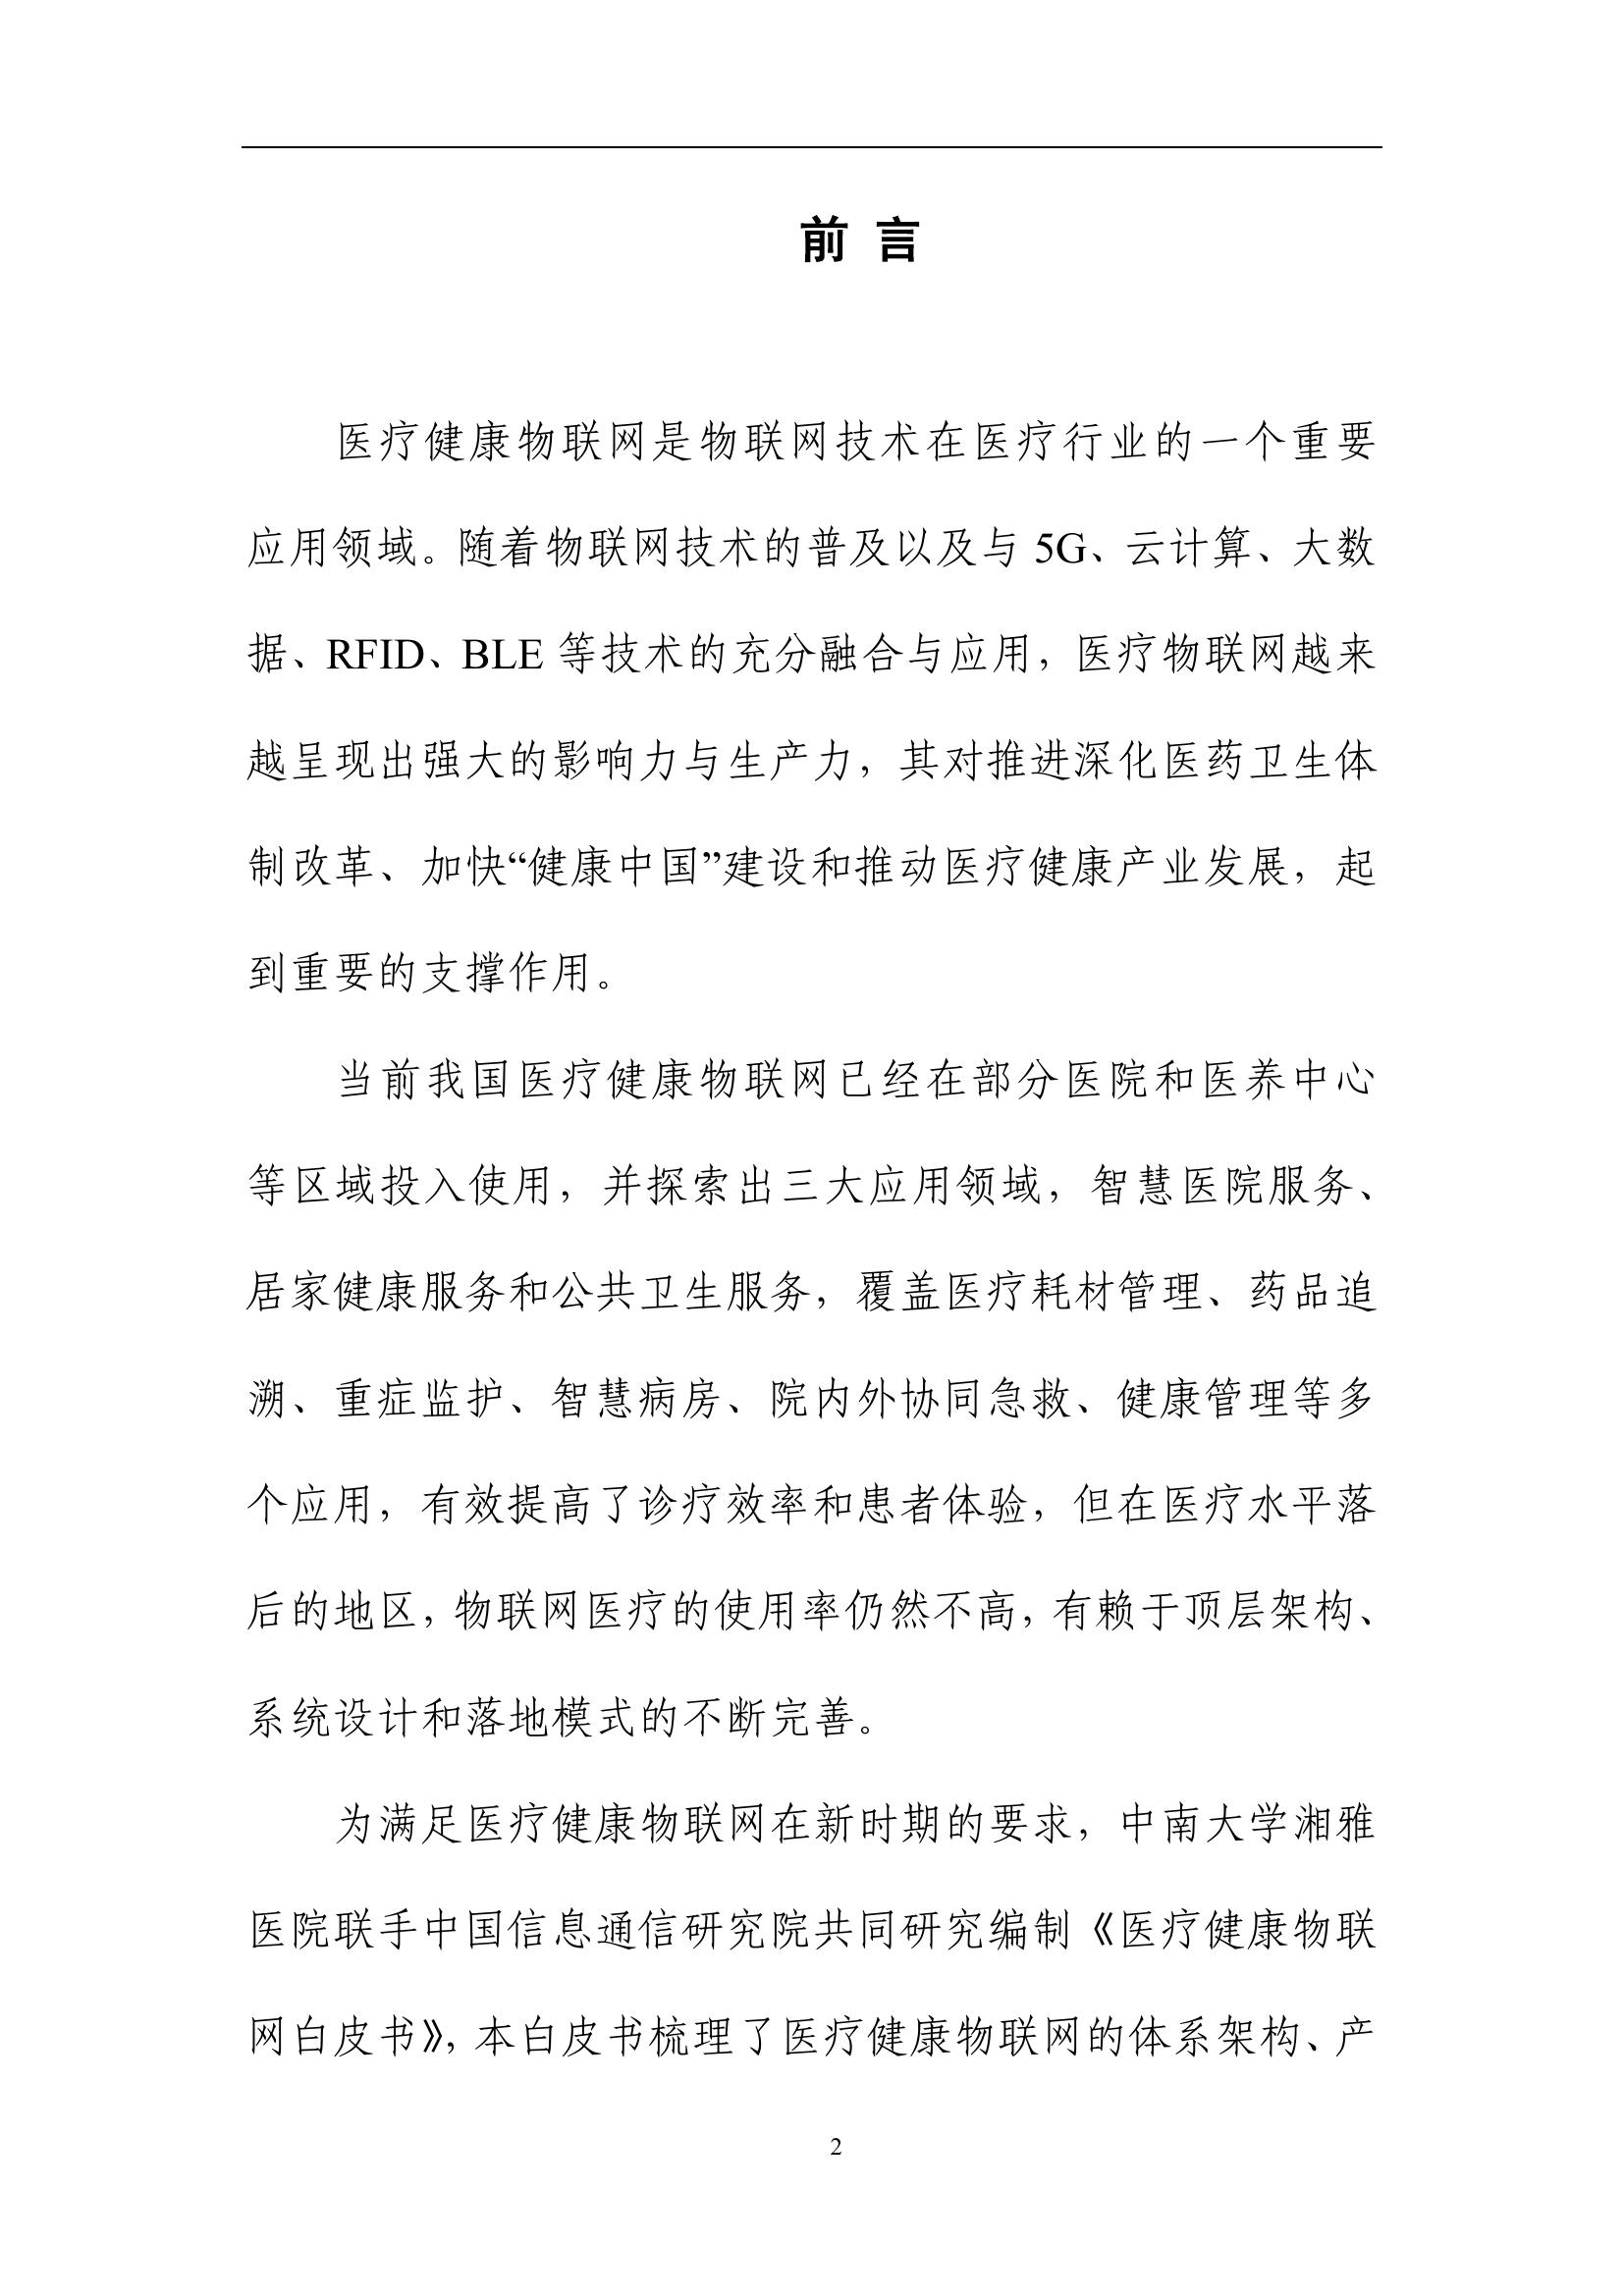 前 言
医疗健康物联网是物联网技术在医疗行业的一个重要
应用领域。随着物联网技术的普及以及与 5G、云计算、大数
据、RFID、BLE 等技术的充分融合与应用，医疗物联网越来
越呈现出强大的影响力与生产力，其对推进深化医药卫生体
制改革、加快“健康中国”建设和推动医疗健康产业发展，起
到重要的支撑作用。
当前我国医疗健康物联网已经在部分医院和医养中心
等区域投入使用，并探索出三大应用领域，智慧医院服务、
居家健康服务和公共卫生服务，覆盖医疗耗材管理、药品追
溯、重症监护、智慧病房、院内外协同急救、健康管理等多
个应用，有效提高了诊疗效率和患者体验，但在医疗水平落
后的地区，物联网医疗的使用率仍然不高，有赖于顶层架构、
系统设计和落地模式的不断完善。
为满足医疗健康物联网在新时期的要求，中南大学湘雅
医院联手中国信息通信研究院共同研究编制《医疗健康物联
网白皮书》，本白皮书梳理了医疗健康物联网的体系架构、产
2